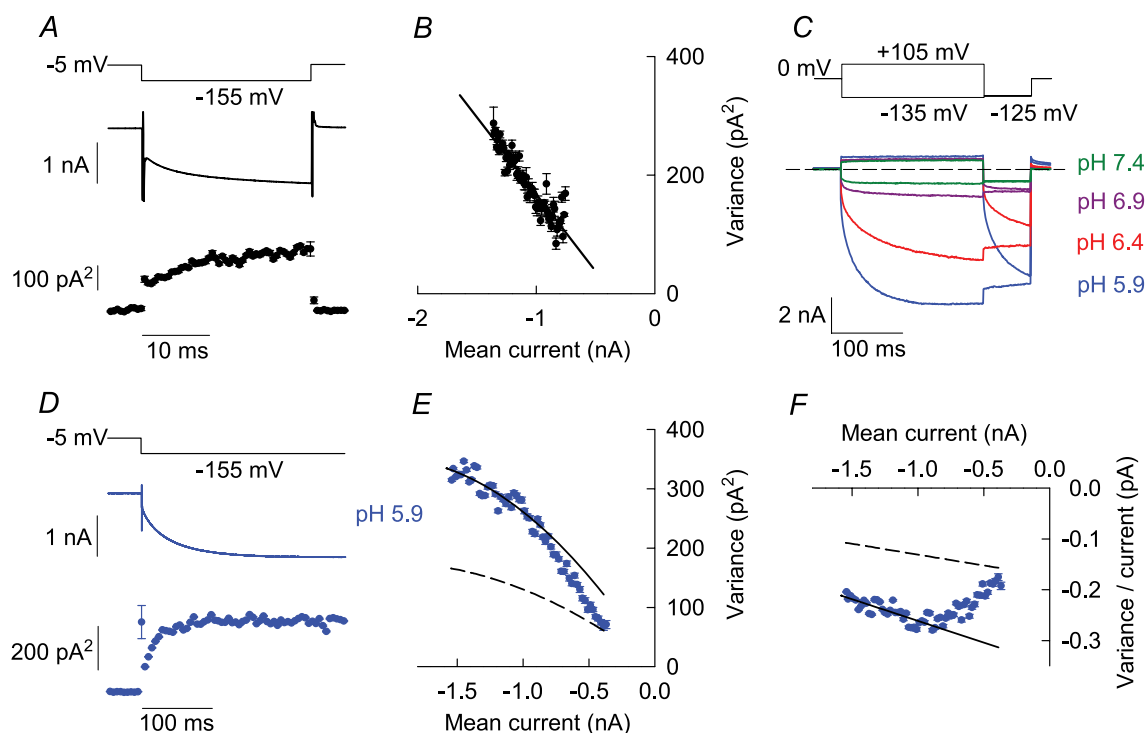 A
-5 mV
-155 mV
1 nA
100 pA²
10 ms
B
400
200
0
Variance (pA²)
-2
-1
0
Mean current (nA)
C
+105 mV
0 mV
-135 mV
-125 mV
pH 7.4
pH 6.9
pH 6.4
pH 5.9
2 nA
100 ms
D
-5 mV
-155 mV
1 nA
pH 5.9
200 pA²
100 ms
E
400
300
200
100
0
Variance (pA²)
-1.5
-1.0
-0.5
0.0
Mean current (nA)
F
Mean current (nA)
-1.5
-1.0
-0.5
0.0
0.0
-0.1
-0.2
-0.3
Variance / current (pA)